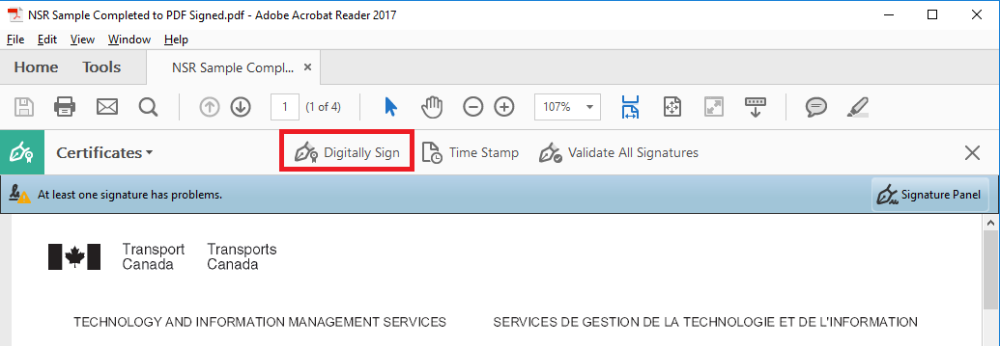 NSR Sample Completed to PDF Signed.pdf - Adobe Acrobat Reader 2017
File Edit View Window Help
Home Tools NSR Sample Compl... ×
1 (1 of 4) 107%
Certificates Digitally Sign Time Stamp Validate All Signatures
At least one signature has problems. Signature Panel
Transport Transports
Canada Canada
TECHNOLOGY AND INFORMATION MANAGEMENT SERVICES SERVICES DE GESTION DE LA TECHNOLOGIE ET DE L'INFORMATION